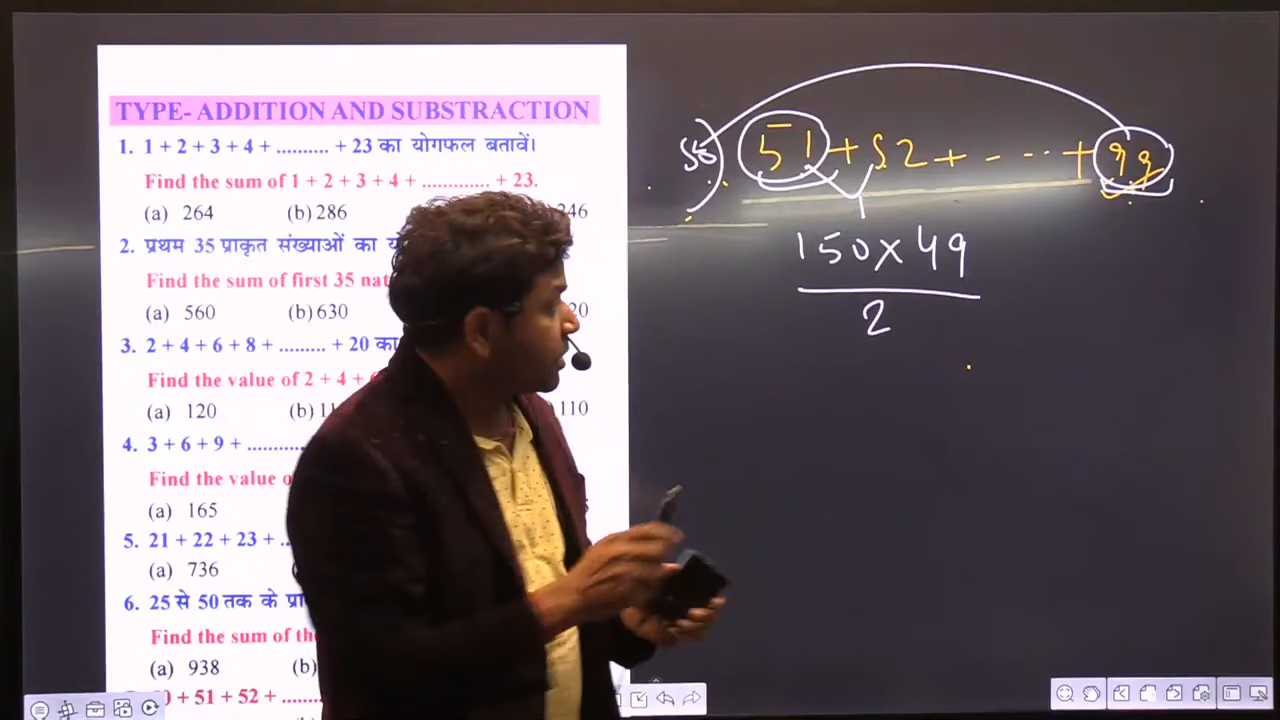 TYPE- ADDITION AND SUBSTRACTION
1. 1 + 2 + 3 + 4 + .......... + 23 का योगफल बतावें।
Find the sum of 1 + 2 + 3 + 4 + ............. + 23.
(a) 264 (b) 286 246
2. प्रथम 35 प्राकृत संख्याओं का
Find the sum of first 35
(a) 560 (b) 630 20
3. 2 + 4 + 6 + 8 + ......... + 20
Find the value of 2 + 4 +
(a) 120 (b) 110
4. 3 + 6 + 9 +
Find the value
(a) 165
5. 21 + 22 + 23 +
(a) 736
6. 25 से 50 तक के
Find the sum of
(a) 938 (b)
+ 51 + 52 +
50) 51 + 52 + - - - - + 99
150 x 49
2